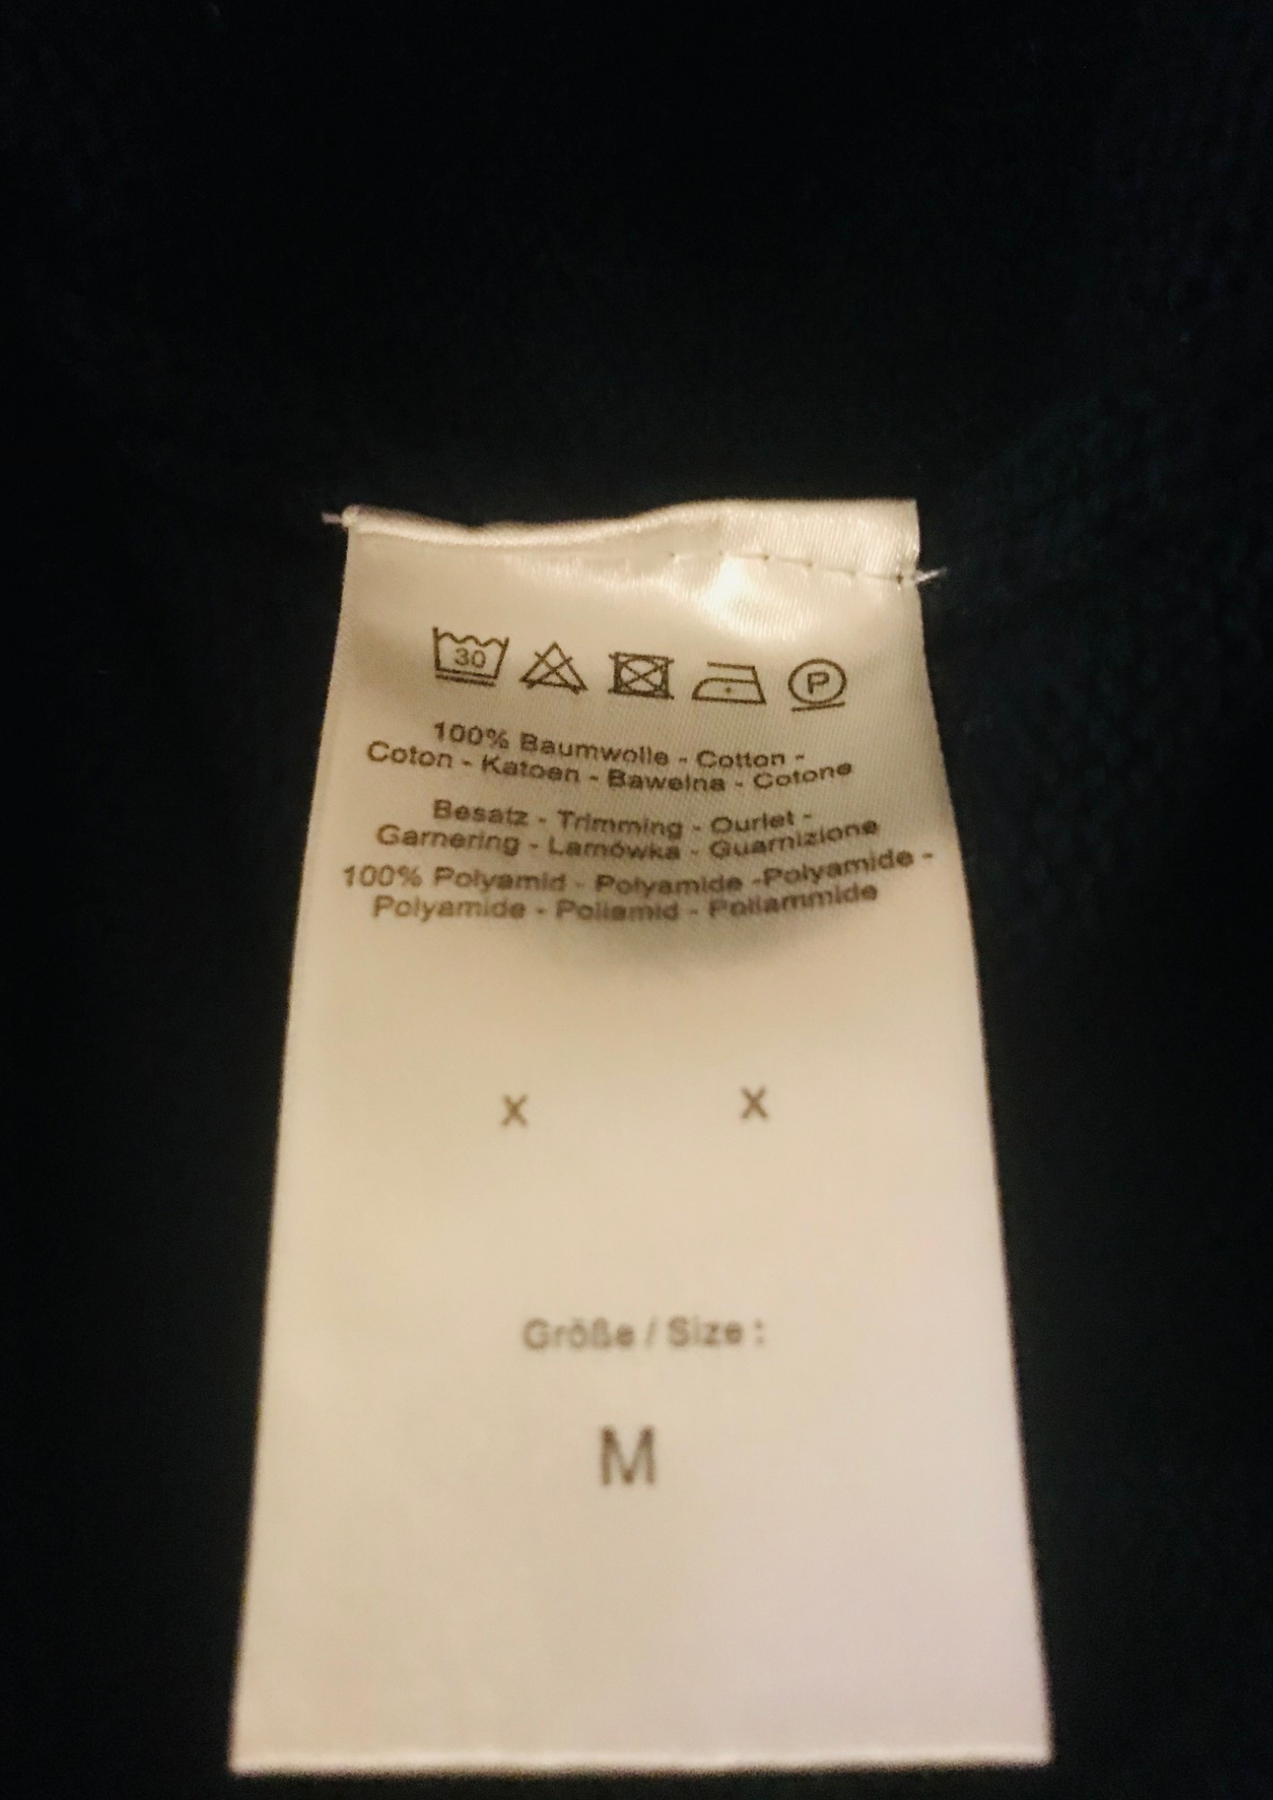 30
P
100% Baumwolle - Cotton -
Coton - Katoen - Bawełna - Cotone
Besatz - Trimming - Ourlet -
Garnering - Lamówka - Guarnizione
100% Polyamid - Polyamide -Polyamide -
Polyamide - Poliamid - Poliammide
x x
Größe / Size :
M